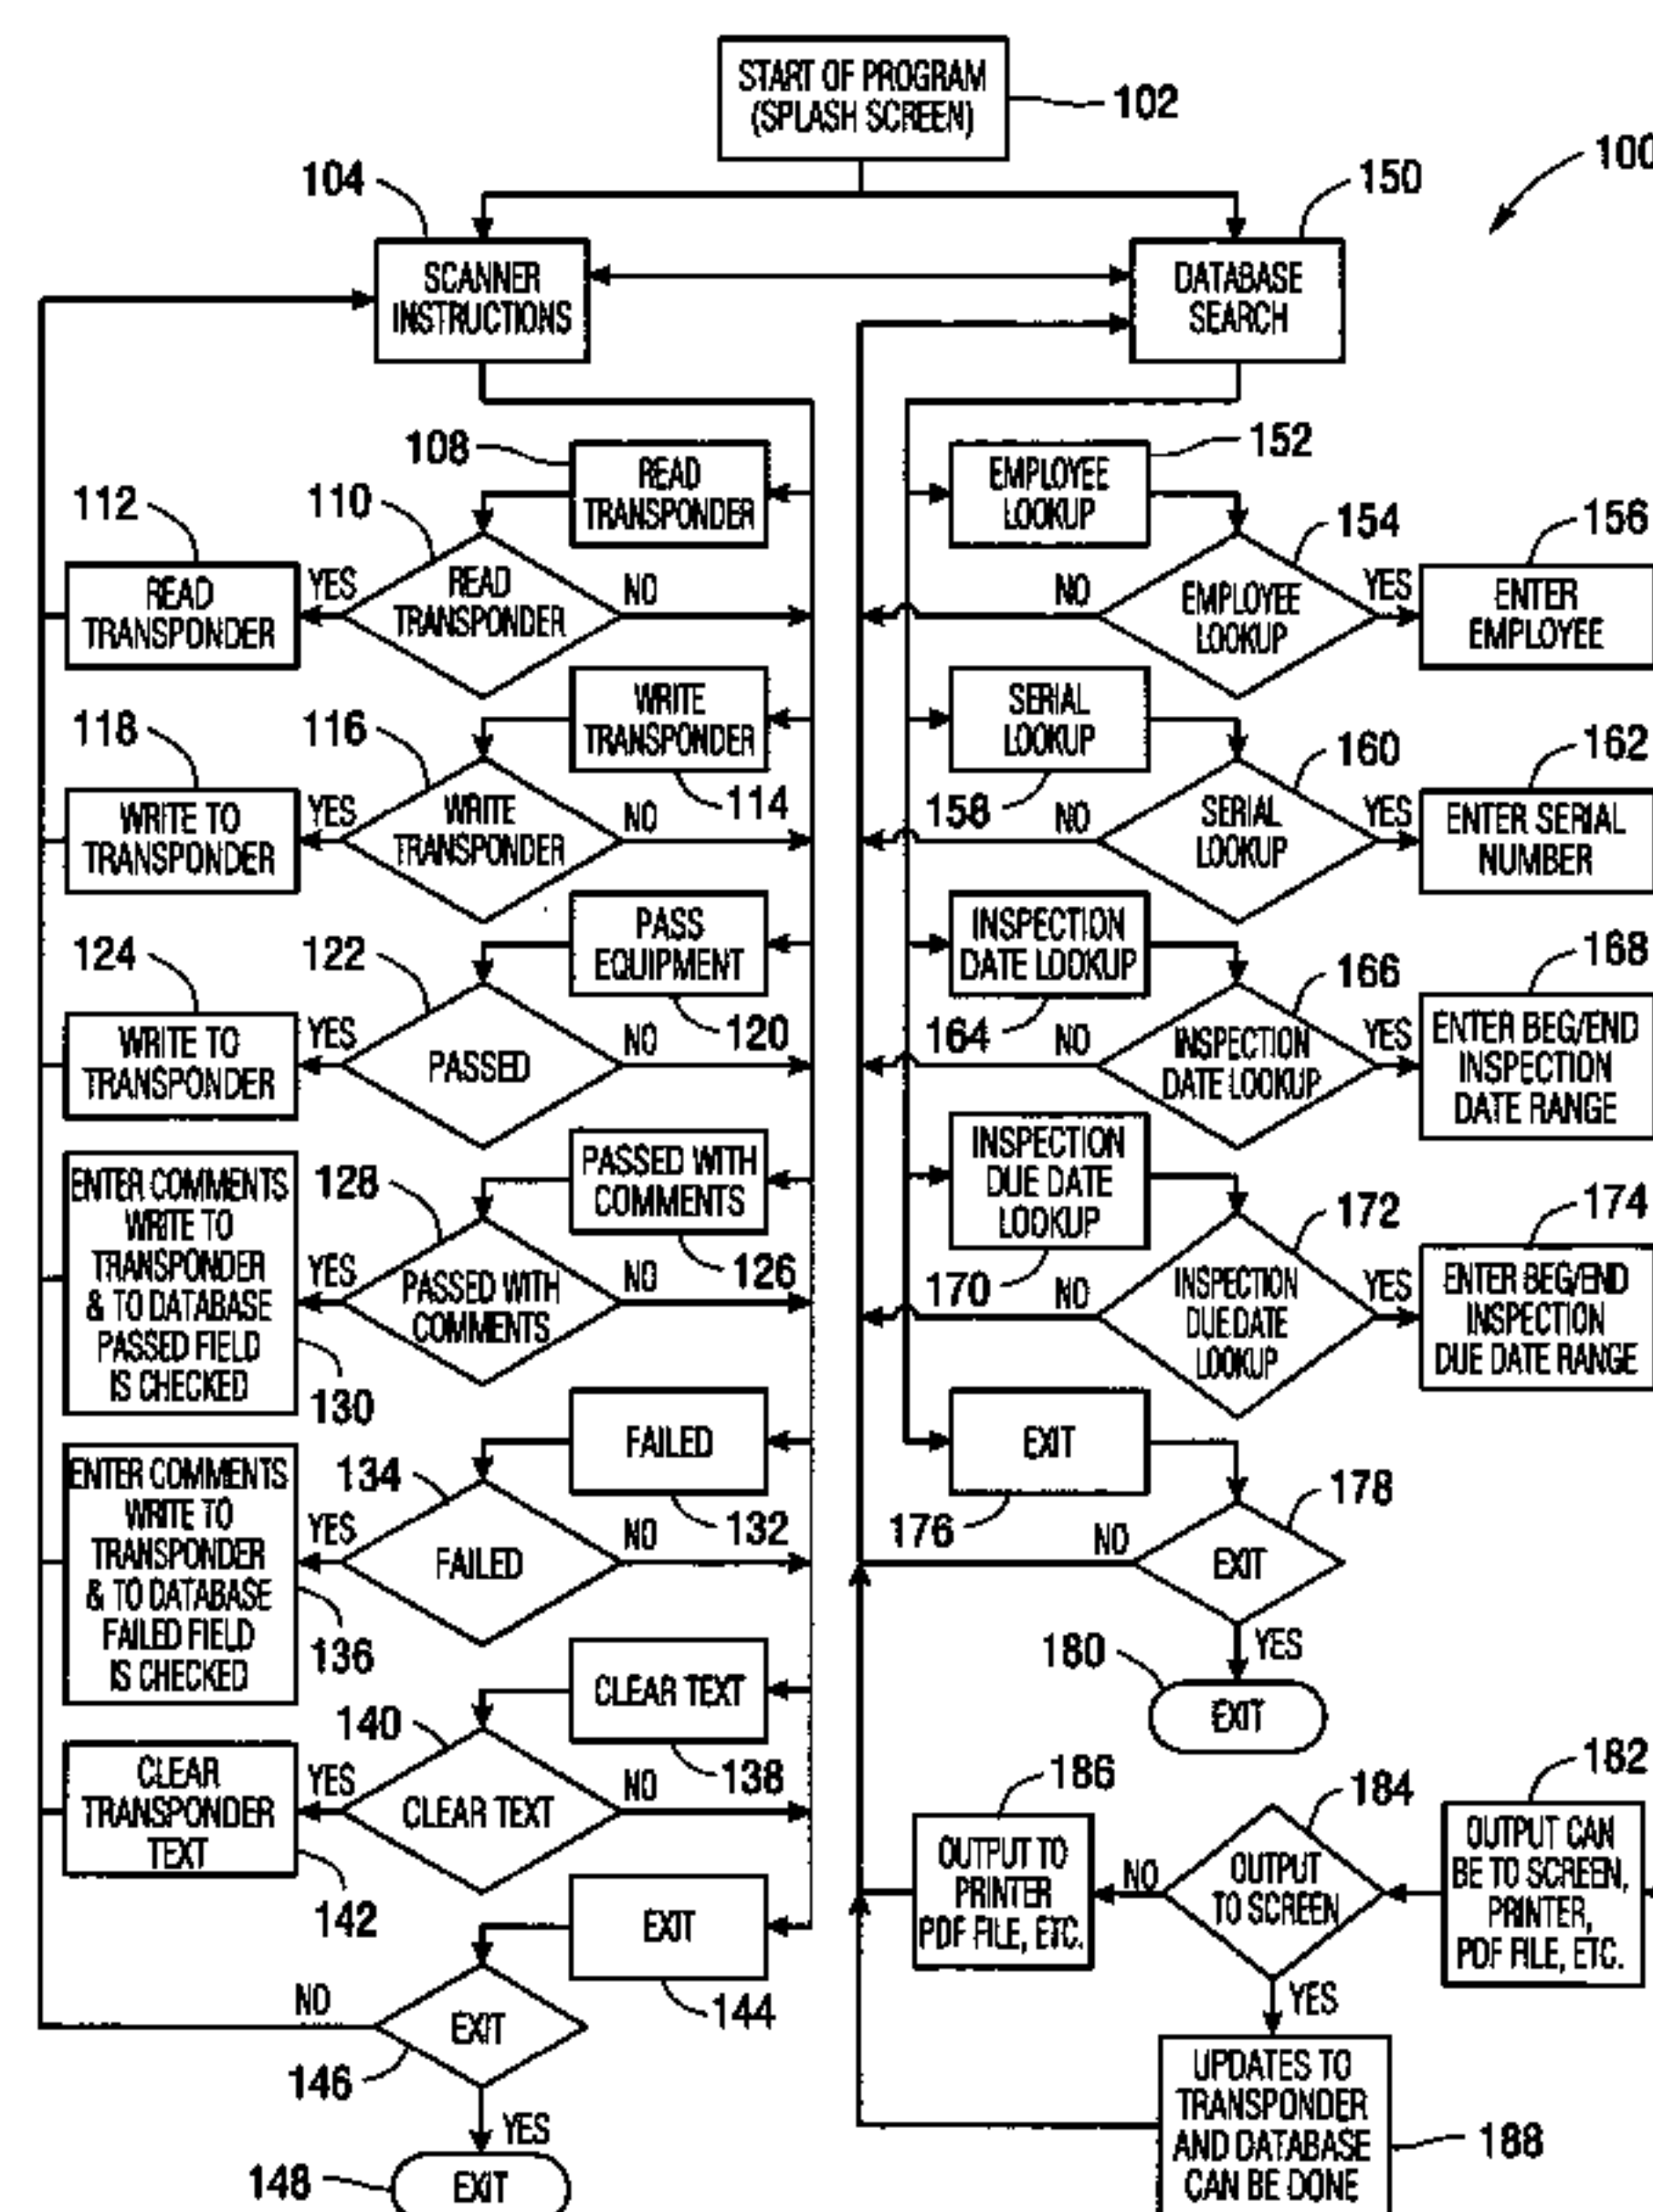 START OF PROGRAM
(SPLASH SCREEN)
102
100
104
150
SCANNER
INSTRUCTIONS
DATABASE
SEARCH
108
READ
TRANSPONDER
EMPLOYEE
LOOKUP
152
112
110
154
156
READ
TRANSPONDER
YES
READ
TRANSPONDER
NO
NO
EMPLOYEE
LOOKUP
YES
ENTER
EMPLOYEE
WRITE
TRANSPONDER
114
SERIAL
LOOKUP
158
118
116
160
162
WRITE TO
TRANSPONDER
YES
WRITE
TRANSPONDER
NO
NO
SERIAL
LOOKUP
YES
ENTER SERIAL
NUMBER
PASS
EQUIPMENT
120
INSPECTION
DATE LOOKUP
164
124
122
166
168
WRITE TO
TRANSPONDER
YES
PASSED
NO
NO
INSPECTION
DATE LOOKUP
YES
ENTER BEG/END
INSPECTION
DATE RANGE
PASSED WITH
COMMENTS
126
INSPECTION
DUE DATE
LOOKUP
170
128
172
174
ENTER COMMENTS
WRITE TO
TRANSPONDER
& TO DATABASE
PASSED FIELD
IS CHECKED
130
YES
PASSED WITH
COMMENTS
NO
NO
INSPECTION
DUE DATE
LOOKUP
YES
ENTER BEG/END
INSPECTION
DUE DATE RANGE
FAILED
132
EXIT
176
134
178
ENTER COMMENTS
WRITE TO
TRANSPONDER
& TO DATABASE
FAILED FIELD
IS CHECKED
136
YES
FAILED
NO
NO
EXIT
YES
180
EXIT
CLEAR TEXT
138
140
CLEAR
TRANSPONDER
TEXT
142
YES
CLEAR TEXT
NO
186
184
182
OUTPUT TO
PRINTER
PDF FILE, ETC.
NO
OUTPUT
TO SCREEN
OUTPUT CAN
BE TO SCREEN,
PRINTER,
PDF FILE, ETC.
YES
EXIT
144
NO
EXIT
146
YES
148
EXIT
UPDATES TO
TRANSPONDER
AND DATABASE
CAN BE DONE
188